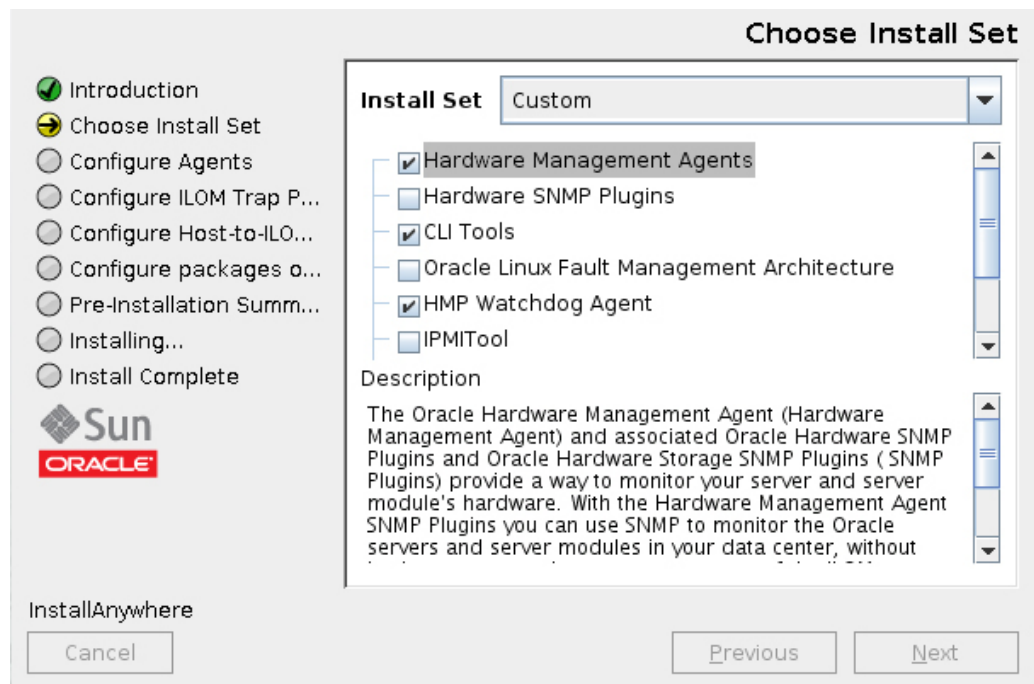 Choose Install Set
Introduction
Choose Install Set
Configure Agents
Configure ILOM Trap P...
Configure Host-to-ILO...
Configure packages o...
Pre-Installation Summ...
Installing...
Install Complete
Sun
ORACLE
Install Set Custom
Hardware Management Agents
Hardware SNMP Plugins
CLI Tools
Oracle Linux Fault Management Architecture
HMP Watchdog Agent
IPMITool
Description
The Oracle Hardware Management Agent (Hardware
Management Agent) and associated Oracle Hardware SNMP
Plugins and Oracle Hardware Storage SNMP Plugins ( SNMP
Plugins) provide a way to monitor your server and server
module's hardware. With the Hardware Management Agent
SNMP Plugins you can use SNMP to monitor the Oracle
servers and server modules in your data center, without
InstallAnywhere
Cancel
Previous
Next